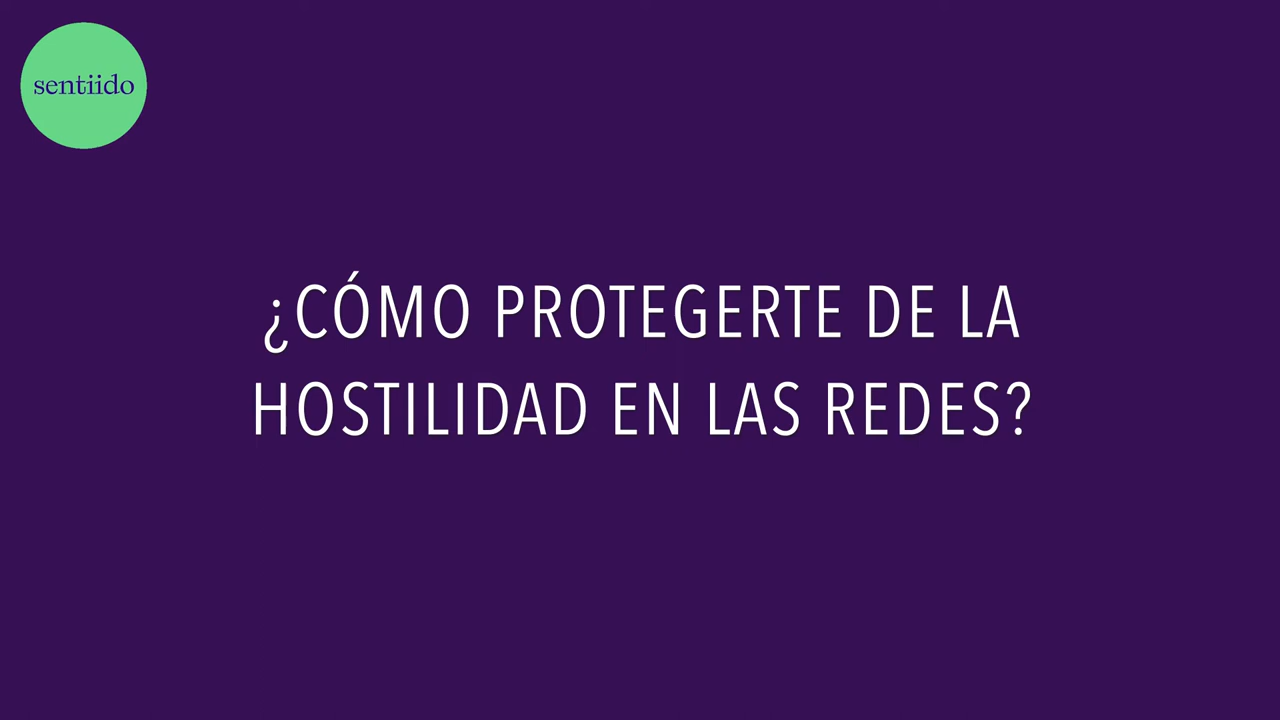 sentiido
¿CÓMO PROTEGERTE DE LA
HOSTILIDAD EN LAS REDES?